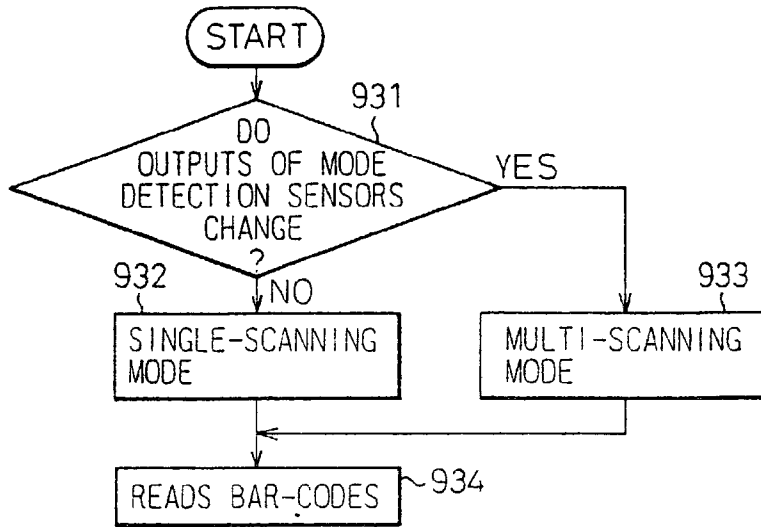 START
931
DO
OUTPUTS OF MODE
DETECTION SENSORS
CHANGE
?
YES
932
NO
933
SINGLE-SCANNING
MODE
MULTI-SCANNING
MODE
READS BAR-CODES
934